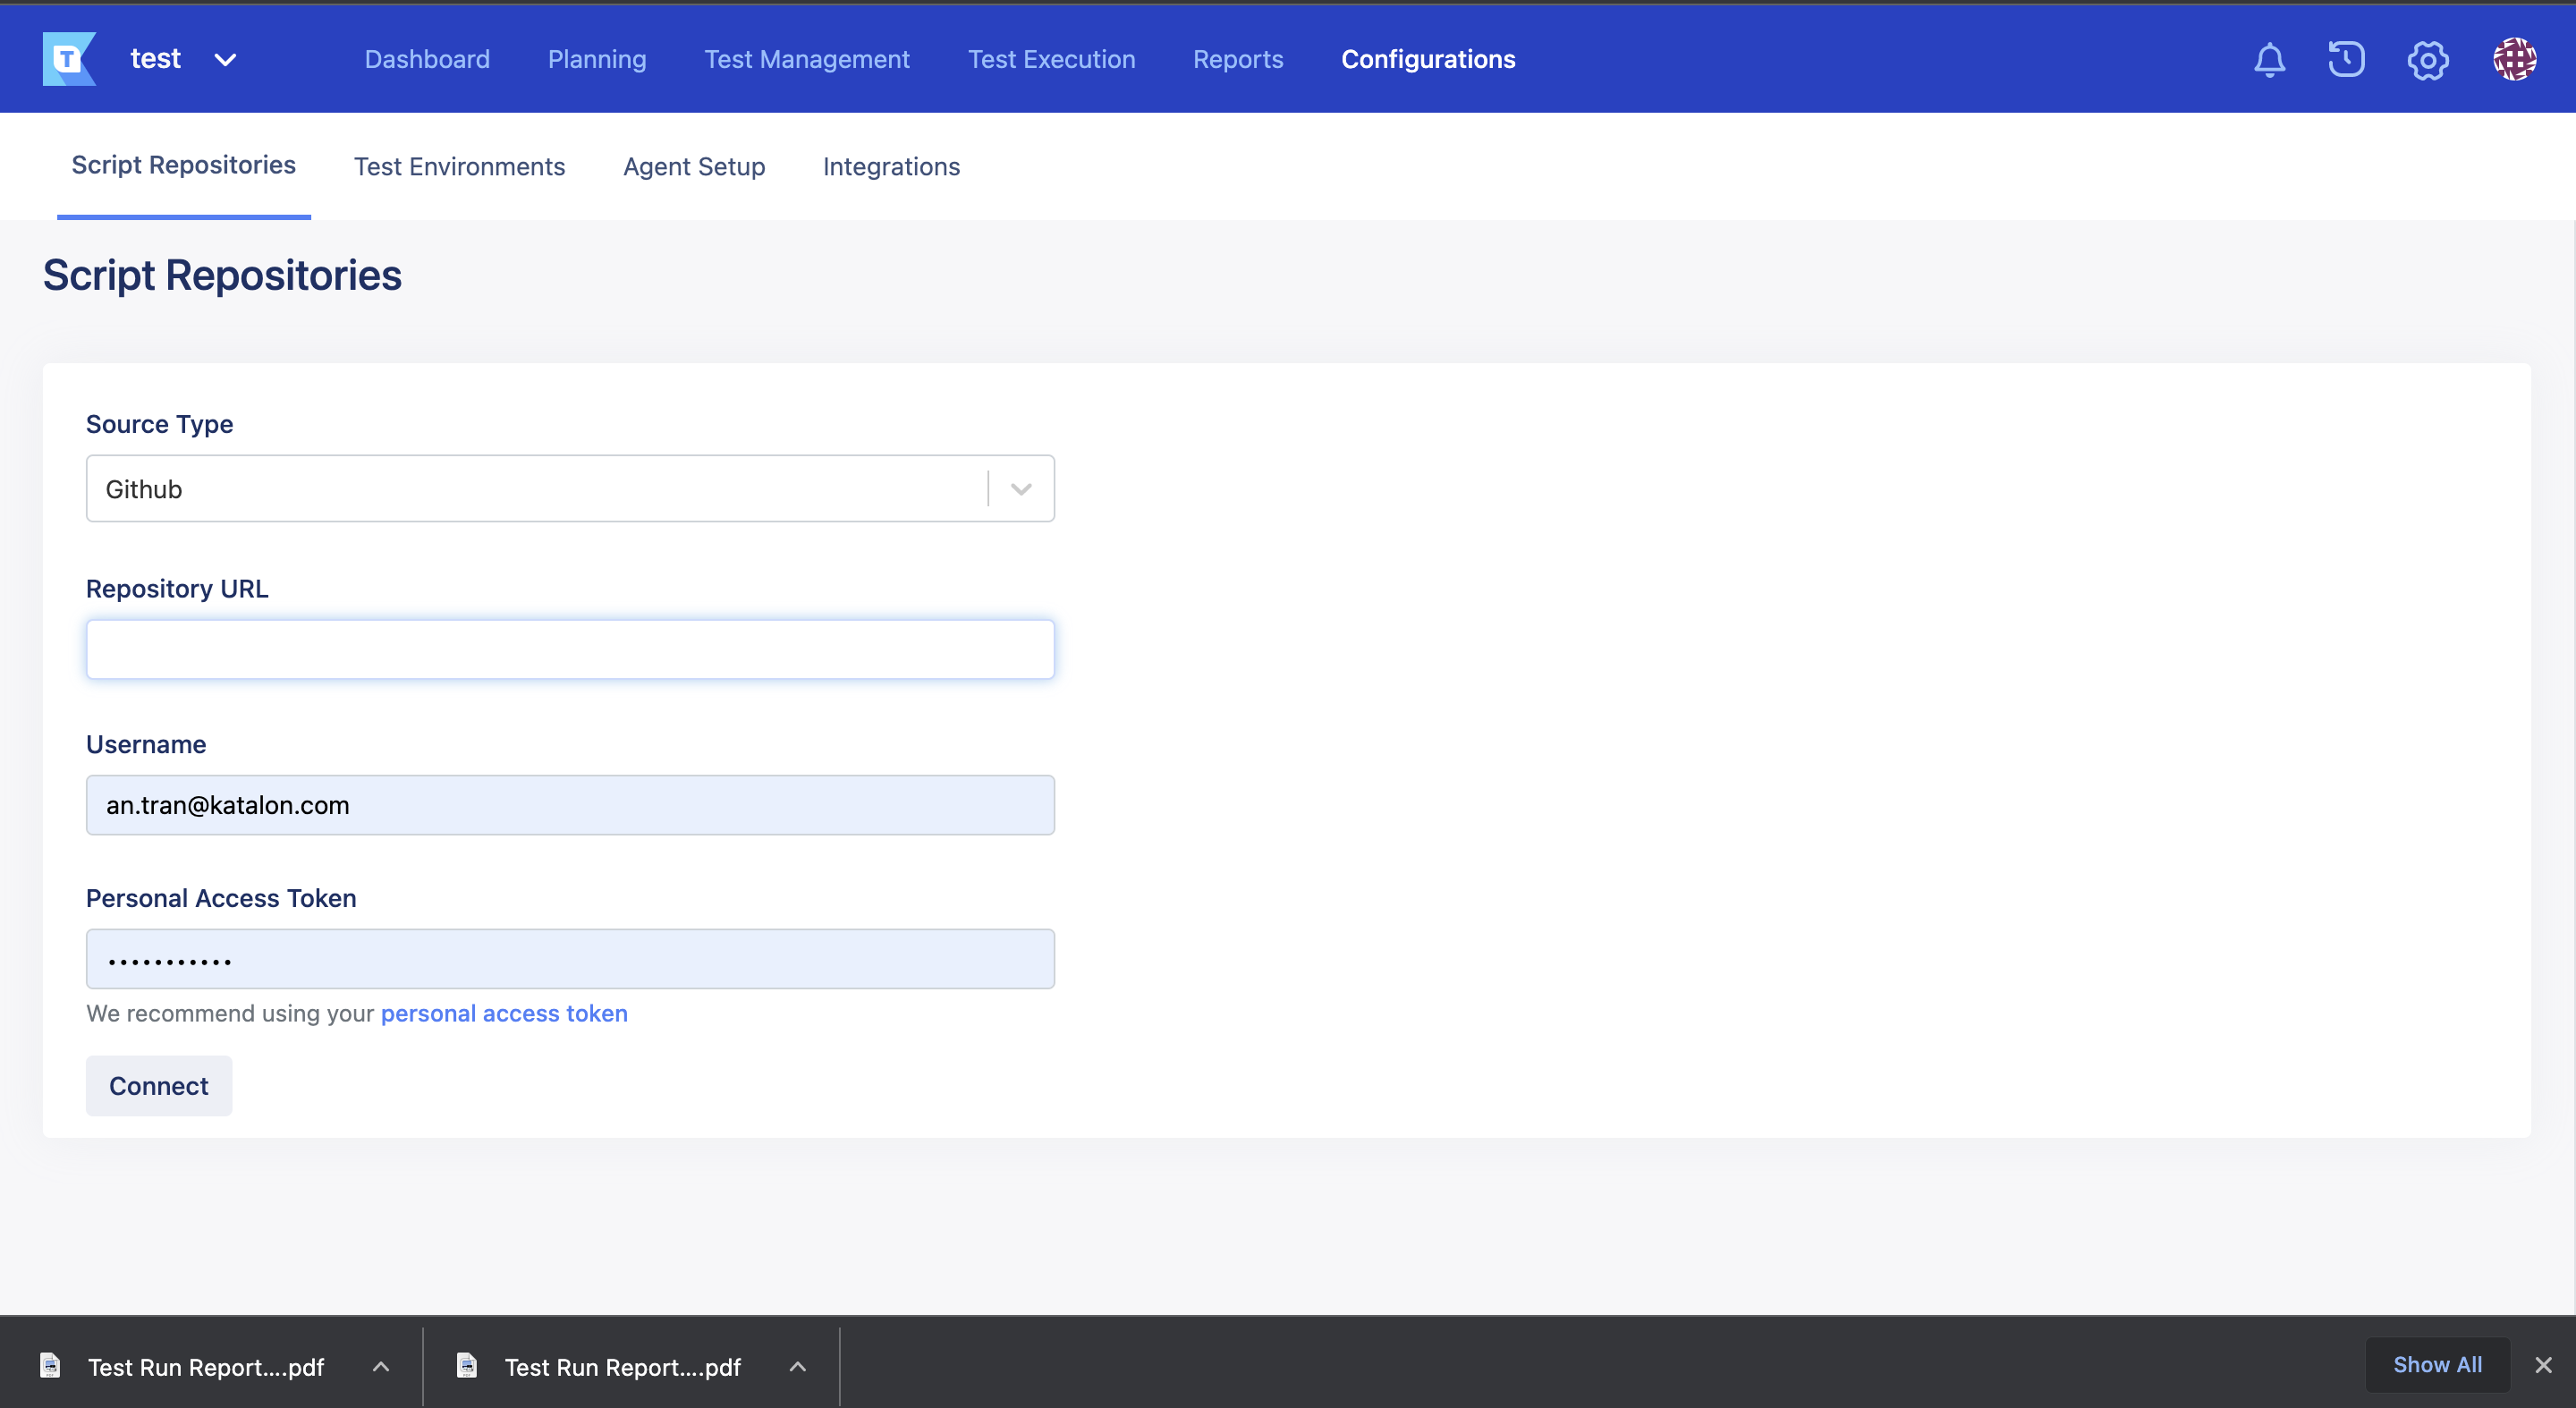 T test Dashboard Planning Test Management Test Execution Reports Configurations
Script Repositories Test Environments Agent Setup Integrations
Script Repositories
Source Type
Github
Repository URL
Username
an.tran@katalon.com
Personal Access Token
•••••••••••
We recommend using your personal access token
Connect
Test Run Report....pdf Test Run Report....pdf Show All